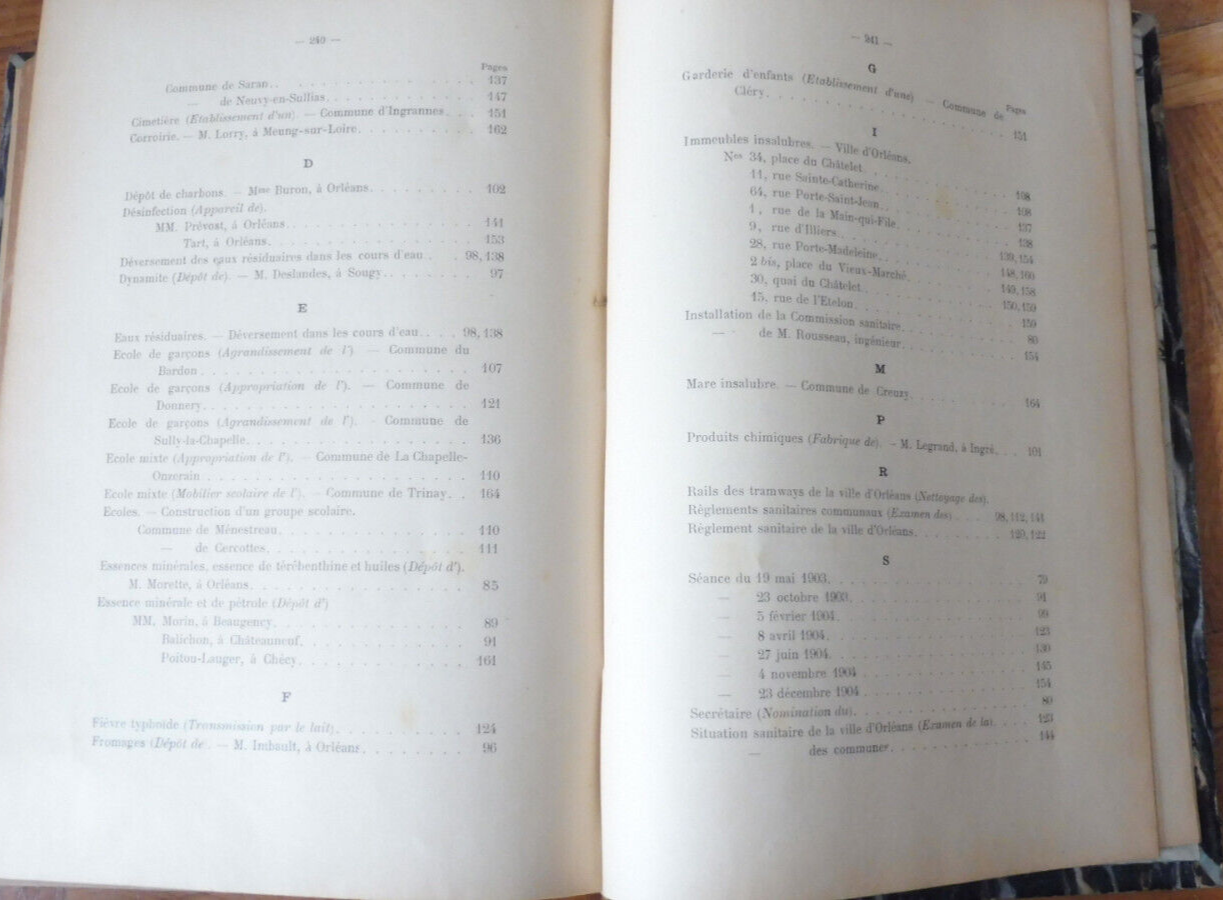 — 240 —
Pages
Commune de Saran. . 137
— de Neuvy-en-Sullias. 147
Cimetière (Etablissement d'un). — Commune d'Ingrannes. 151
Corroirie. — M. Lorry, à Meung-sur-Loire. 162
D
Dépôt de charbons. — Mme Buron, à Orléans. 102
Désinfection (Appareil de).
MM. Prévost, à Orléans. 141
Tart, à Orléans. 153
Déversement des eaux résiduaires dans les cours d'eau. . 98, 138
Dynamite (Dépôt de). — M. Deslandes, à Sougy. 97
E
Eaux résiduaires. — Déversement dans les cours d'eau. . . 98, 138
Ecole de garçons (Agrandissement de l') — Commune du
Bardon . 107
Ecole de garçons (Appropriation de l'). — Commune de
Donnery. 121
Ecole de garçons (Agrandissement de l'). — Commune de
Sully-la-Chapelle. 136
Ecole mixte (Appropriation de l'). — Commune de La Chapelle-
Onzerain . 110
Ecole mixte (Mobilier scolaire de l'). — Commune de Trinay. . 164
Ecoles. — Construction d'un groupe scolaire.
Commune de Ménestreau. 110
— de Cercottes. 111
Essences minérales, essence de térébenthine et huiles (Dépôt d').
M. Morette, à Orléans. 85
Essence minérale et de pétrole (Dépôt d')
MM. Morin, à Beaugency. 89
Balichon, à Châteauneuf. 91
Poitou-Lauger, à Chécy. 161
F
Fièvre typhoïde (Transmission par le lait). 124
Fromages (Dépôt de. — M. Imbault, à Orléans. 96
— 241 —
G
Pages
Garderie d'enfants (Etablissement d'une) — Commune de
Cléry. 151
I
Immeubles insalubres. — Ville d'Orléans.
Nos 34, place du Châtelet. 108
11, rue Sainte-Catherine. 108
64, rue Porte-Saint-Jean. 137
1, rue de la Main-qui-File. 138
9, rue d'Illiers. 139, 154
28, rue Porte-Madeleine. 148, 160
2 bis, place du Vieux-Marché. 149, 158
30, quai du Châtelet. 150, 159
15, rue de l'Etelon. 159
Installation de la Commission sanitaire. 80
— de M. Rousseau, ingénieur. 154
M
Mare insalubre. — Commune de Creuzy. 164
P
Produits chimiques (Fabrique de). — M. Legrand, à Ingré. . . 101
R
Rails des tramways de la ville d'Orléans (Nettoyage des).
Règlements sanitaires communaux (Examen des) . 98, 112, 144
Règlement sanitaire de la ville d'Orléans. 120, 122
S
Séance du 19 mai 1903. 79
— 23 octobre 1903. 91
— 5 février 1904. 99
— 8 avril 1904. 123
— 27 juin 1904. 130
— 4 novembre 1904 . 145
— 23 décembre 1904 . 154
Secrétaire (Nomination du). 80
Situation sanitaire de la ville d'Orléans (Examen de la). 123
— des communes. 144